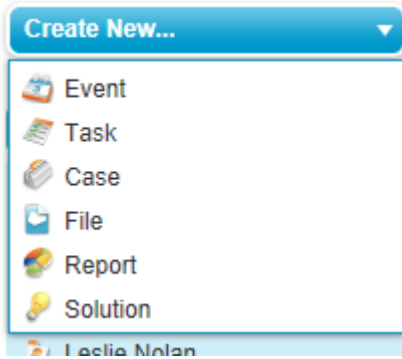 Create New...
Event
Task
Case
File
Report
Solution
Leslie Nolan